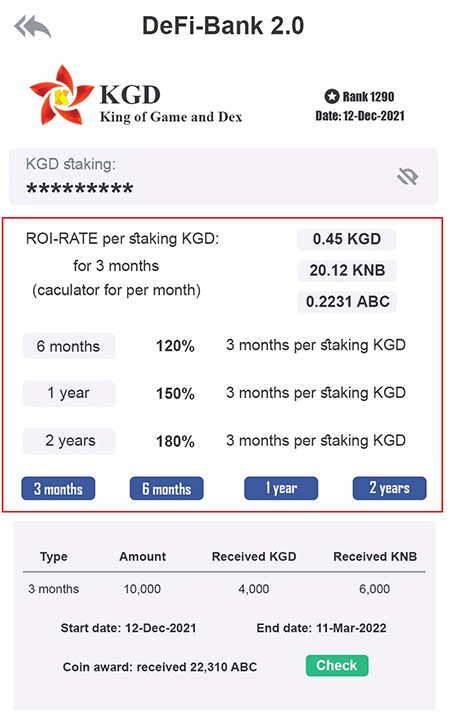 DeFi-Bank 2.0
K
KGD
King of Game and Dex
Rank 1290
Date: 12-Dec-2021
KGD staking:
*********
ROI-RATE per staking KGD:
for 3 months
(caculator for per month)
0.45 KGD
20.12 KNB
0.2231 ABC
6 months 120% 3 months per staking KGD
1 year 150% 3 months per staking KGD
2 years 180% 3 months per staking KGD
3 months 6 months 1 year 2 years
Type Amount Received KGD Received KNB
3 months 10,000 4,000 6,000
Start date: 12-Dec-2021 End date: 11-Mar-2022
Coin award: received 22,310 ABC Check